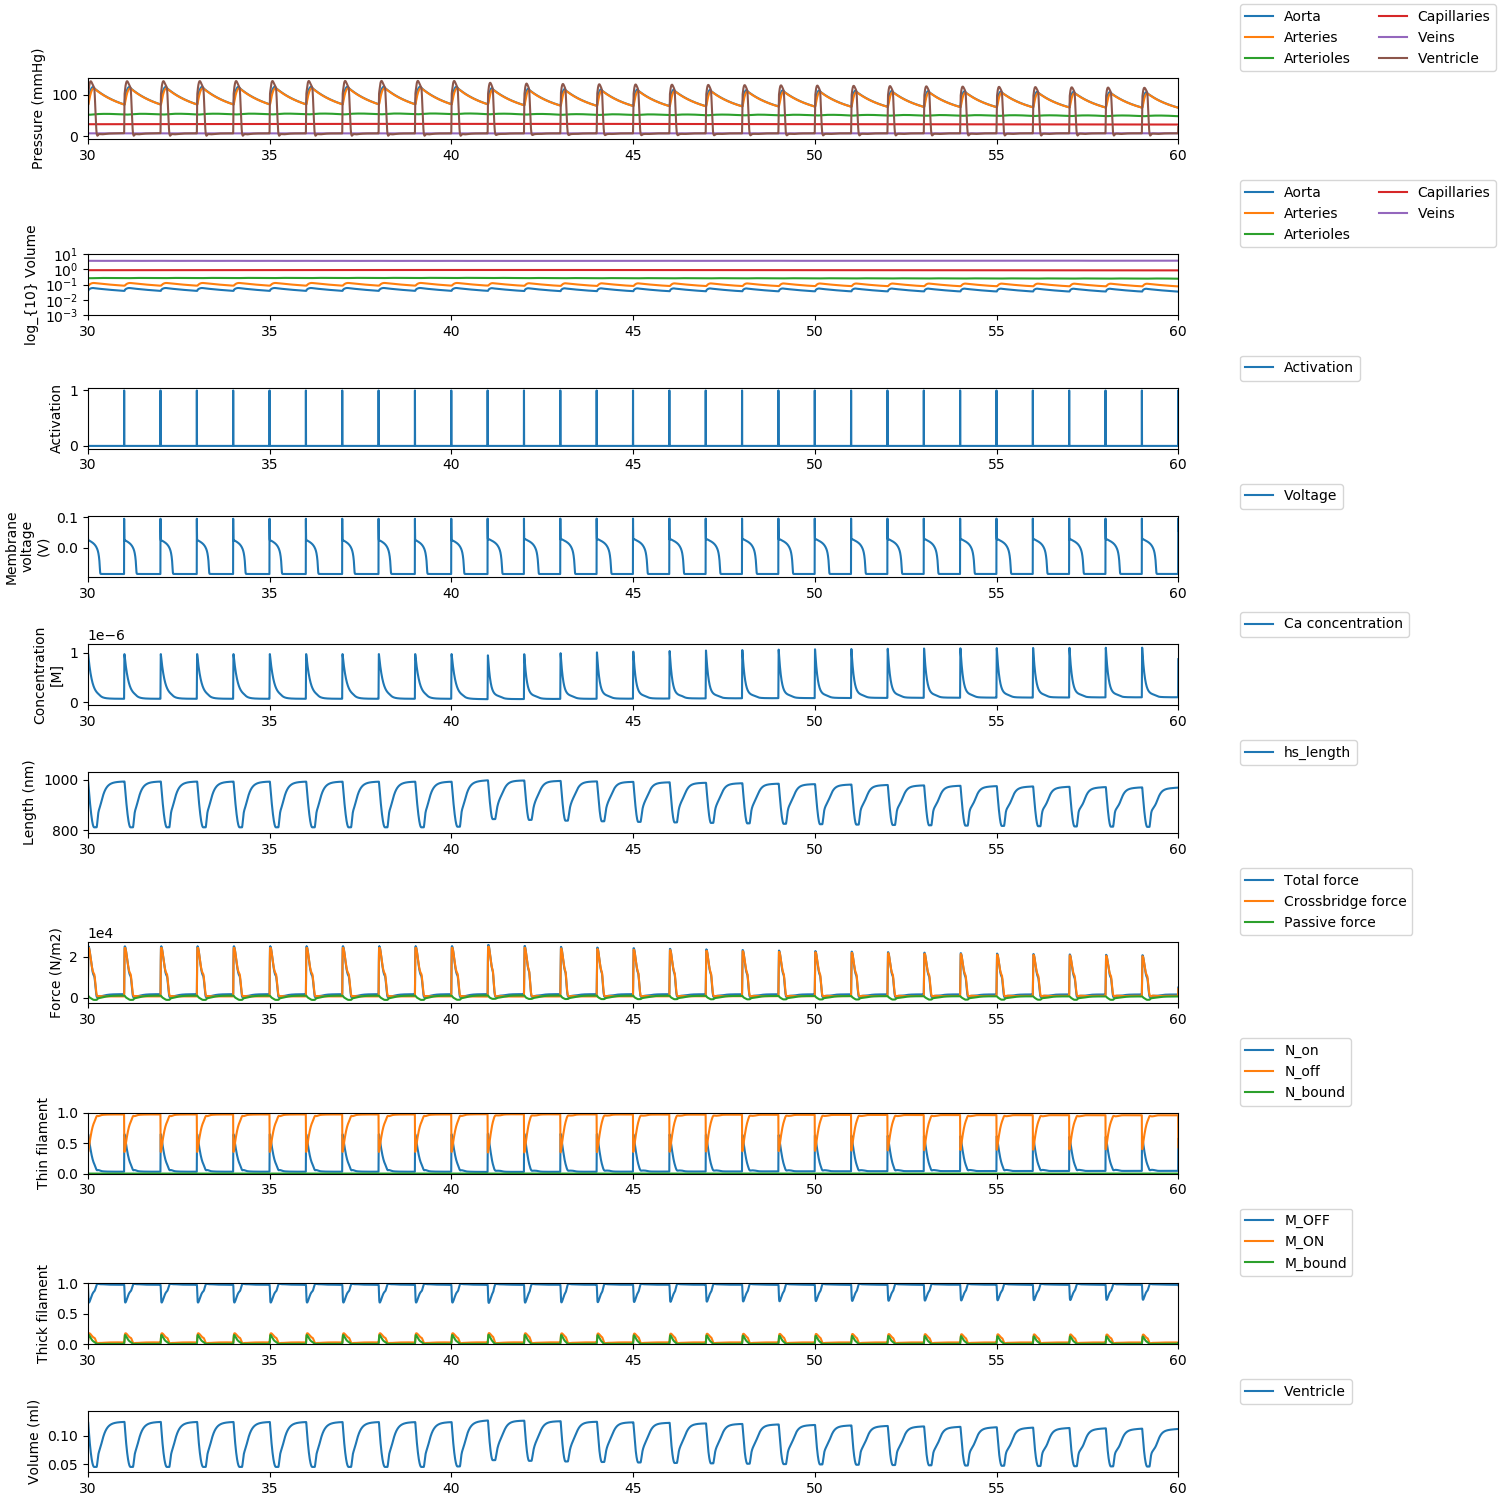 Aorta Capillaries
Arteries Veins
Arterioles Ventricle
Pressure (mmHg)
100
0
30 35 40 45 50 55 60
Aorta Capillaries
Arteries Veins
Arterioles
log_{10} Volume
10¹
10⁰
10⁻¹
10⁻²
10⁻³
30 35 40 45 50 55 60
Activation
Activation
1
0
30 35 40 45 50 55 60
Voltage
Membrane
voltage
(V)
0.1
0.0
30 35 40 45 50 55 60
Ca concentration
1e−6
Concentration
[M]
1
0
30 35 40 45 50 55 60
hs_length
Length (nm)
1000
800
30 35 40 45 50 55 60
Total force
Crossbridge force
Passive force
1e4
Force (N/m2)
2
0
30 35 40 45 50 55 60
N_on
N_off
N_bound
Thin filament
1.0
0.5
0.0
30 35 40 45 50 55 60
M_OFF
M_ON
M_bound
Thick filament
1.0
0.5
0.0
30 35 40 45 50 55 60
Ventricle
Volume (ml)
0.10
0.05
30 35 40 45 50 55 60